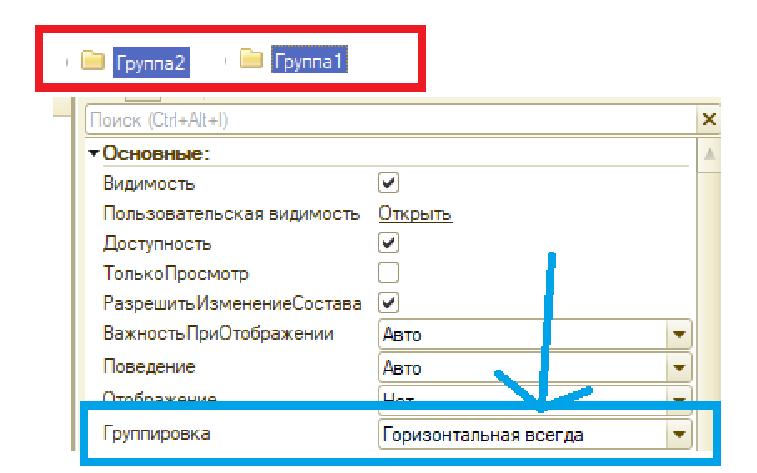 Группа2 Группа1
Поиск (Ctrl+Alt+I)
Основные:
Видимость
Пользовательская видимость Открыть
Доступность
ТолькоПросмотр
РазрешитьИзменениеСостава
ВажностьПриОтображении Авто
Поведение Авто
Отображение Нет
Группировка Горизонтальная всегда